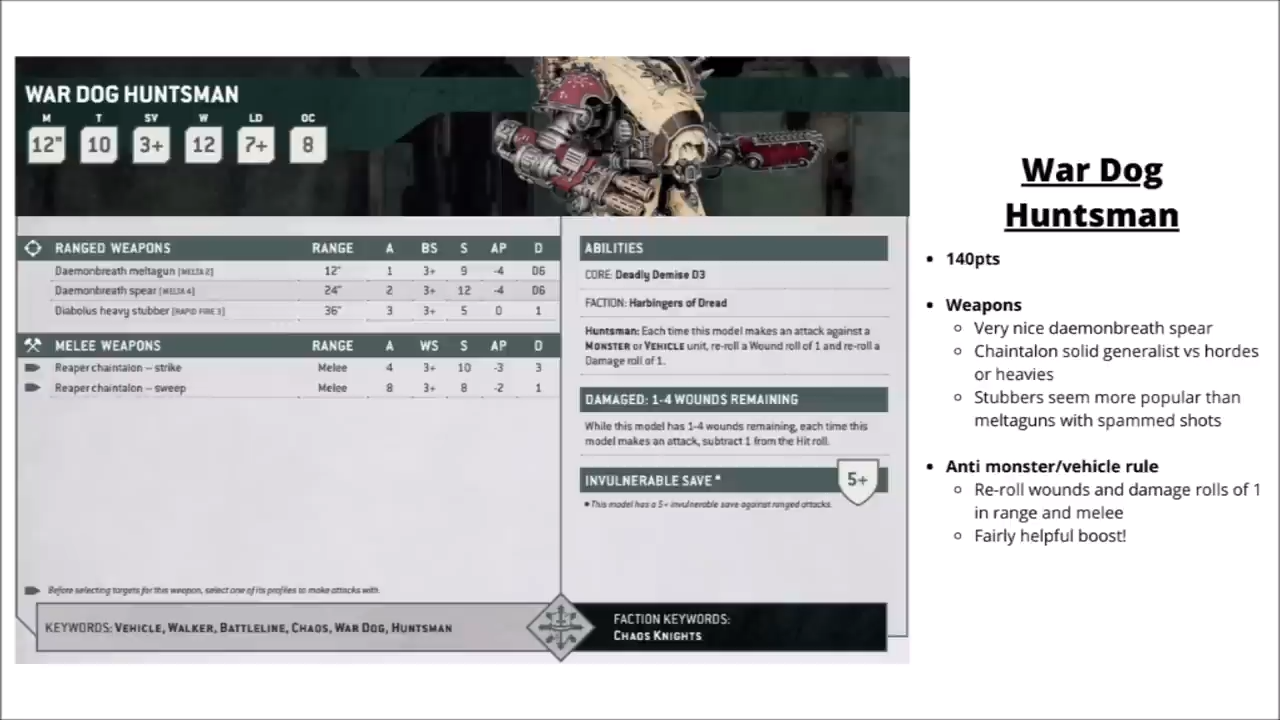 WAR DOG HUNTSMAN
M T SV W LD OC
12" 10 3+ 12 7+ 8
RANGED WEAPONS RANGE A BS S AP D
Daemonbreath meltagun [MELTA 2] 12" 1 3+ 9 -4 D6
Daemonbreath spear [MELTA 4] 24" 2 3+ 12 -4 D6
Diabolus heavy stubber [RAPID FIRE 3] 36" 3 3+ 5 0 1
MELEE WEAPONS RANGE A WS S AP D
Reaper chaintalon – strike Melee 4 3+ 10 -3 3
Reaper chaintalon – sweep Melee 8 3+ 8 -2 1
Before selecting targets for this weapon, select one of its profiles to make attacks with.
ABILITIES
CORE: Deadly Demise D3
FACTION: Harbingers of Dread
Huntsman: Each time this model makes an attack against a
MONSTER or VEHICLE unit, re-roll a Wound roll of 1 and re-roll a
Damage roll of 1.
DAMAGED: 1-4 WOUNDS REMAINING
While this model has 1-4 wounds remaining, each time this
model makes an attack, subtract 1 from the Hit roll.
INVULNERABLE SAVE * 5+
* This model has a 5+ invulnerable save against ranged attacks.
KEYWORDS: VEHICLE, WALKER, BATTLELINE, CHAOS, WAR DOG, HUNTSMAN
FACTION KEYWORDS:
CHAOS KNIGHTS
War Dog
Huntsman
• 140pts
• Weapons
◦ Very nice daemonbreath spear
◦ Chaintalon solid generalist vs hordes
or heavies
◦ Stubbers seem more popular than
meltaguns with spammed shots
• Anti monster/vehicle rule
◦ Re-roll wounds and damage rolls of 1
in range and melee
◦ Fairly helpful boost!